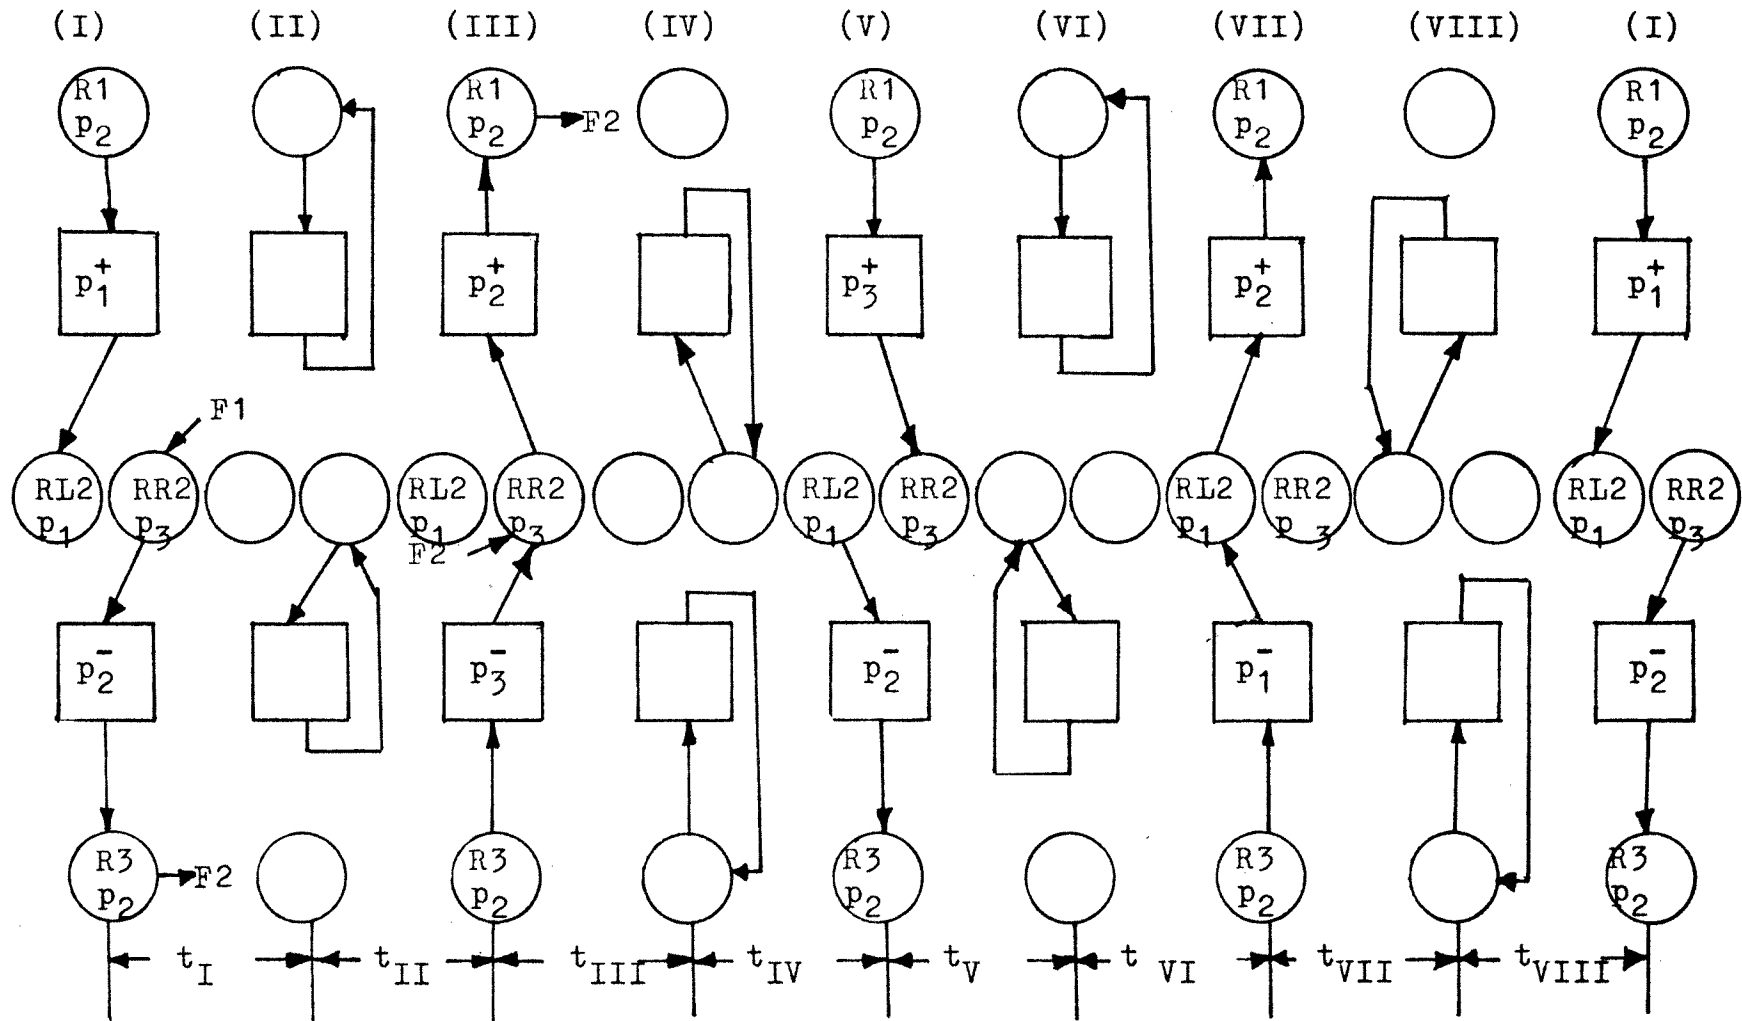 (I) (II) (III) (IV) (V) (VI) (VII) (VIII) (I)
R1 R1 R1 R1 R1
p2 p2 →F2 p2 p2 p2
p1+ p2+ p3+ p2+ p1+
F1
RL2 RR2 RL2 RR2 RL2 RR2 RL2 RR2 RL2 RR2
p1 p3 p1 p3 p1 p3 p1 p3 p1 p3
F2
p2- p3- p2- p1- p2-
R3 →F2 R3 R3 R3 R3
p2 p2 p2 p2 p2
tI tII tIII tIV tV tVI tVII tVIII